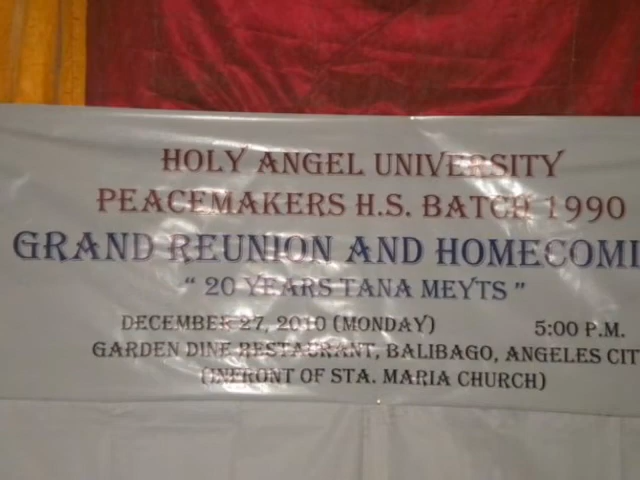 HOLY ANGEL UNIVERSITY
PEACEMAKERS H.S. BATCH 1990
GRAND REUNION AND HOMECOMI
" 20 YEARS TANA MEYTS "
DECEMBER 27, 2010 (MONDAY) 5:00 P.M.
GARDEN DINE RESTAURANT, BALIBAGO, ANGELES CIT
(INFRONT OF STA. MARIA CHURCH)